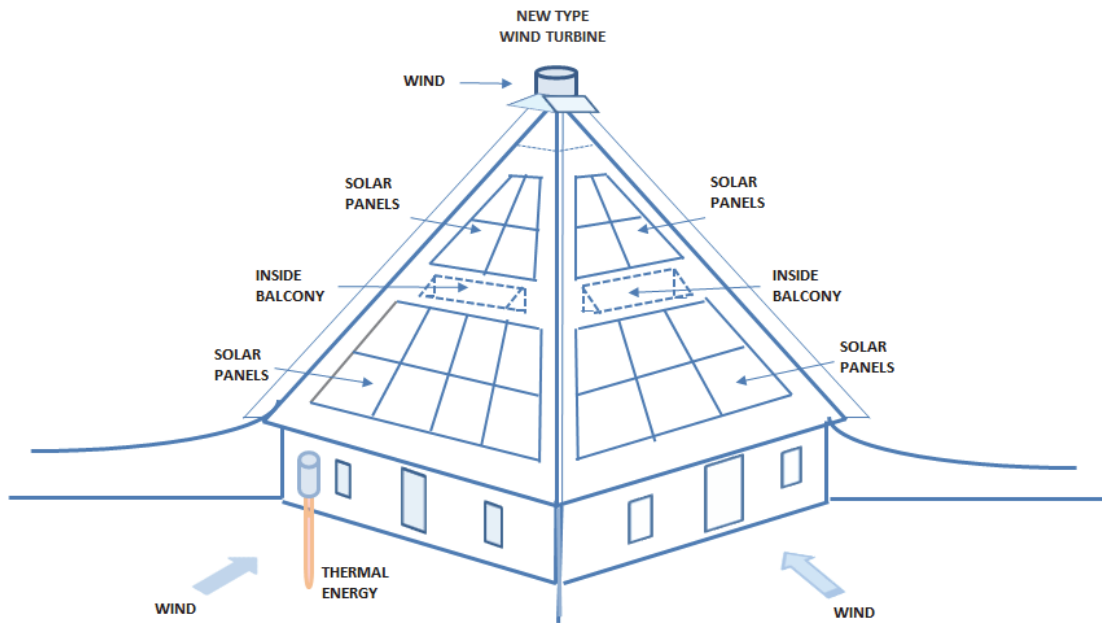 NEW TYPE
WIND TURBINE
WIND
SOLAR
PANELS
SOLAR
PANELS
INSIDE
BALCONY
INSIDE
BALCONY
SOLAR
PANELS
SOLAR
PANELS
THERMAL
ENERGY
WIND
WIND